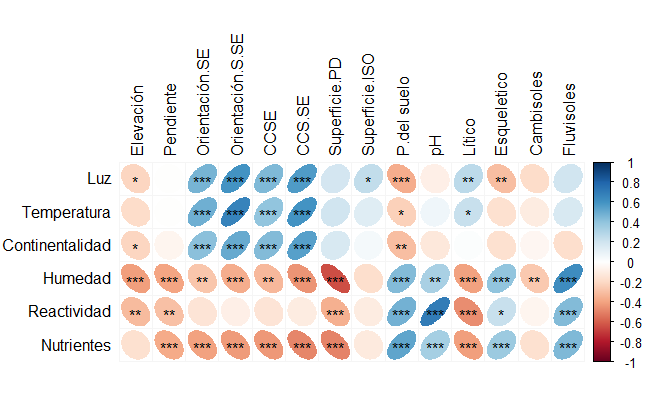 Elevación
Pendiente
Orientación.SE
Orientación.S.SE
CCSE
CCS.SE
Superficie.PD
Superficie.ISO
P.del suelo
pH
Lítico
Esqueletico
Cambisoles
Fluvisoles
Luz * *** *** *** *** * *** ** **
Temperatura *** *** *** *** * *
Continentalidad * *** *** *** *** **
Humedad *** *** ** *** ** *** *** *** ** *** *** ** ***
Reactividad ** ** *** *** *** *** * ***
Nutrientes *** *** *** *** *** *** *** *** *** *** ***
1
0.8
0.6
0.4
0.2
0
-0.2
-0.4
-0.6
-0.8
-1